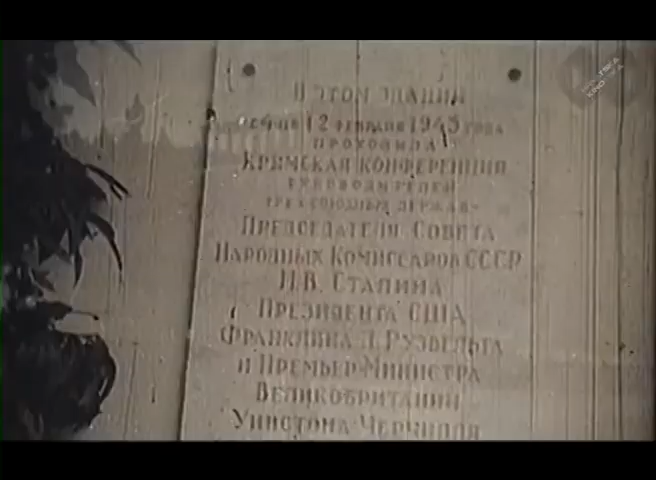 В ЭТОМ ЗДАНИИ
С 4 ПО 12 ФЕВРАЛЯ 1945 ГОДА
ПРОХОДИЛА
КРЫМСКАЯ КОНФЕРЕНЦИЯ
РУКОВОДИТЕЛЕЙ
ТРЕХ СОЮЗНЫХ ДЕРЖАВ-
ПРЕДСЕДАТЕЛЯ СОВЕТА
НАРОДНЫХ КОМИССАРОВ СССР
И.В. СТАЛИНА
ПРЕЗИДЕНТА США
ФРАНКЛИНА Д. РУЗВЕЛЬТА
И ПРЕМЬЕР-МИНИСТРА
ВЕЛИКОБРИТАНИИ
УИНСТОНА ЧЕРЧИЛЛЯ